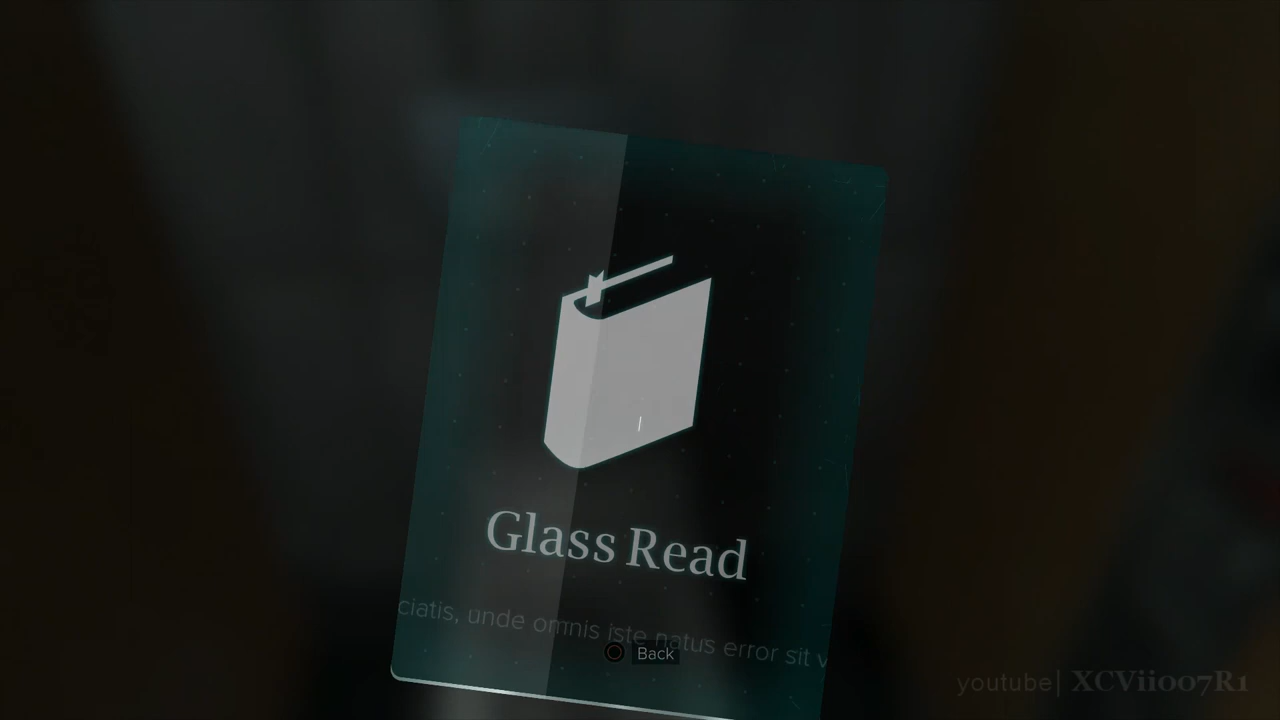 Glass Read
ciatis, unde omnis iste natus error sit v
Back
youtube| XCVii007R1